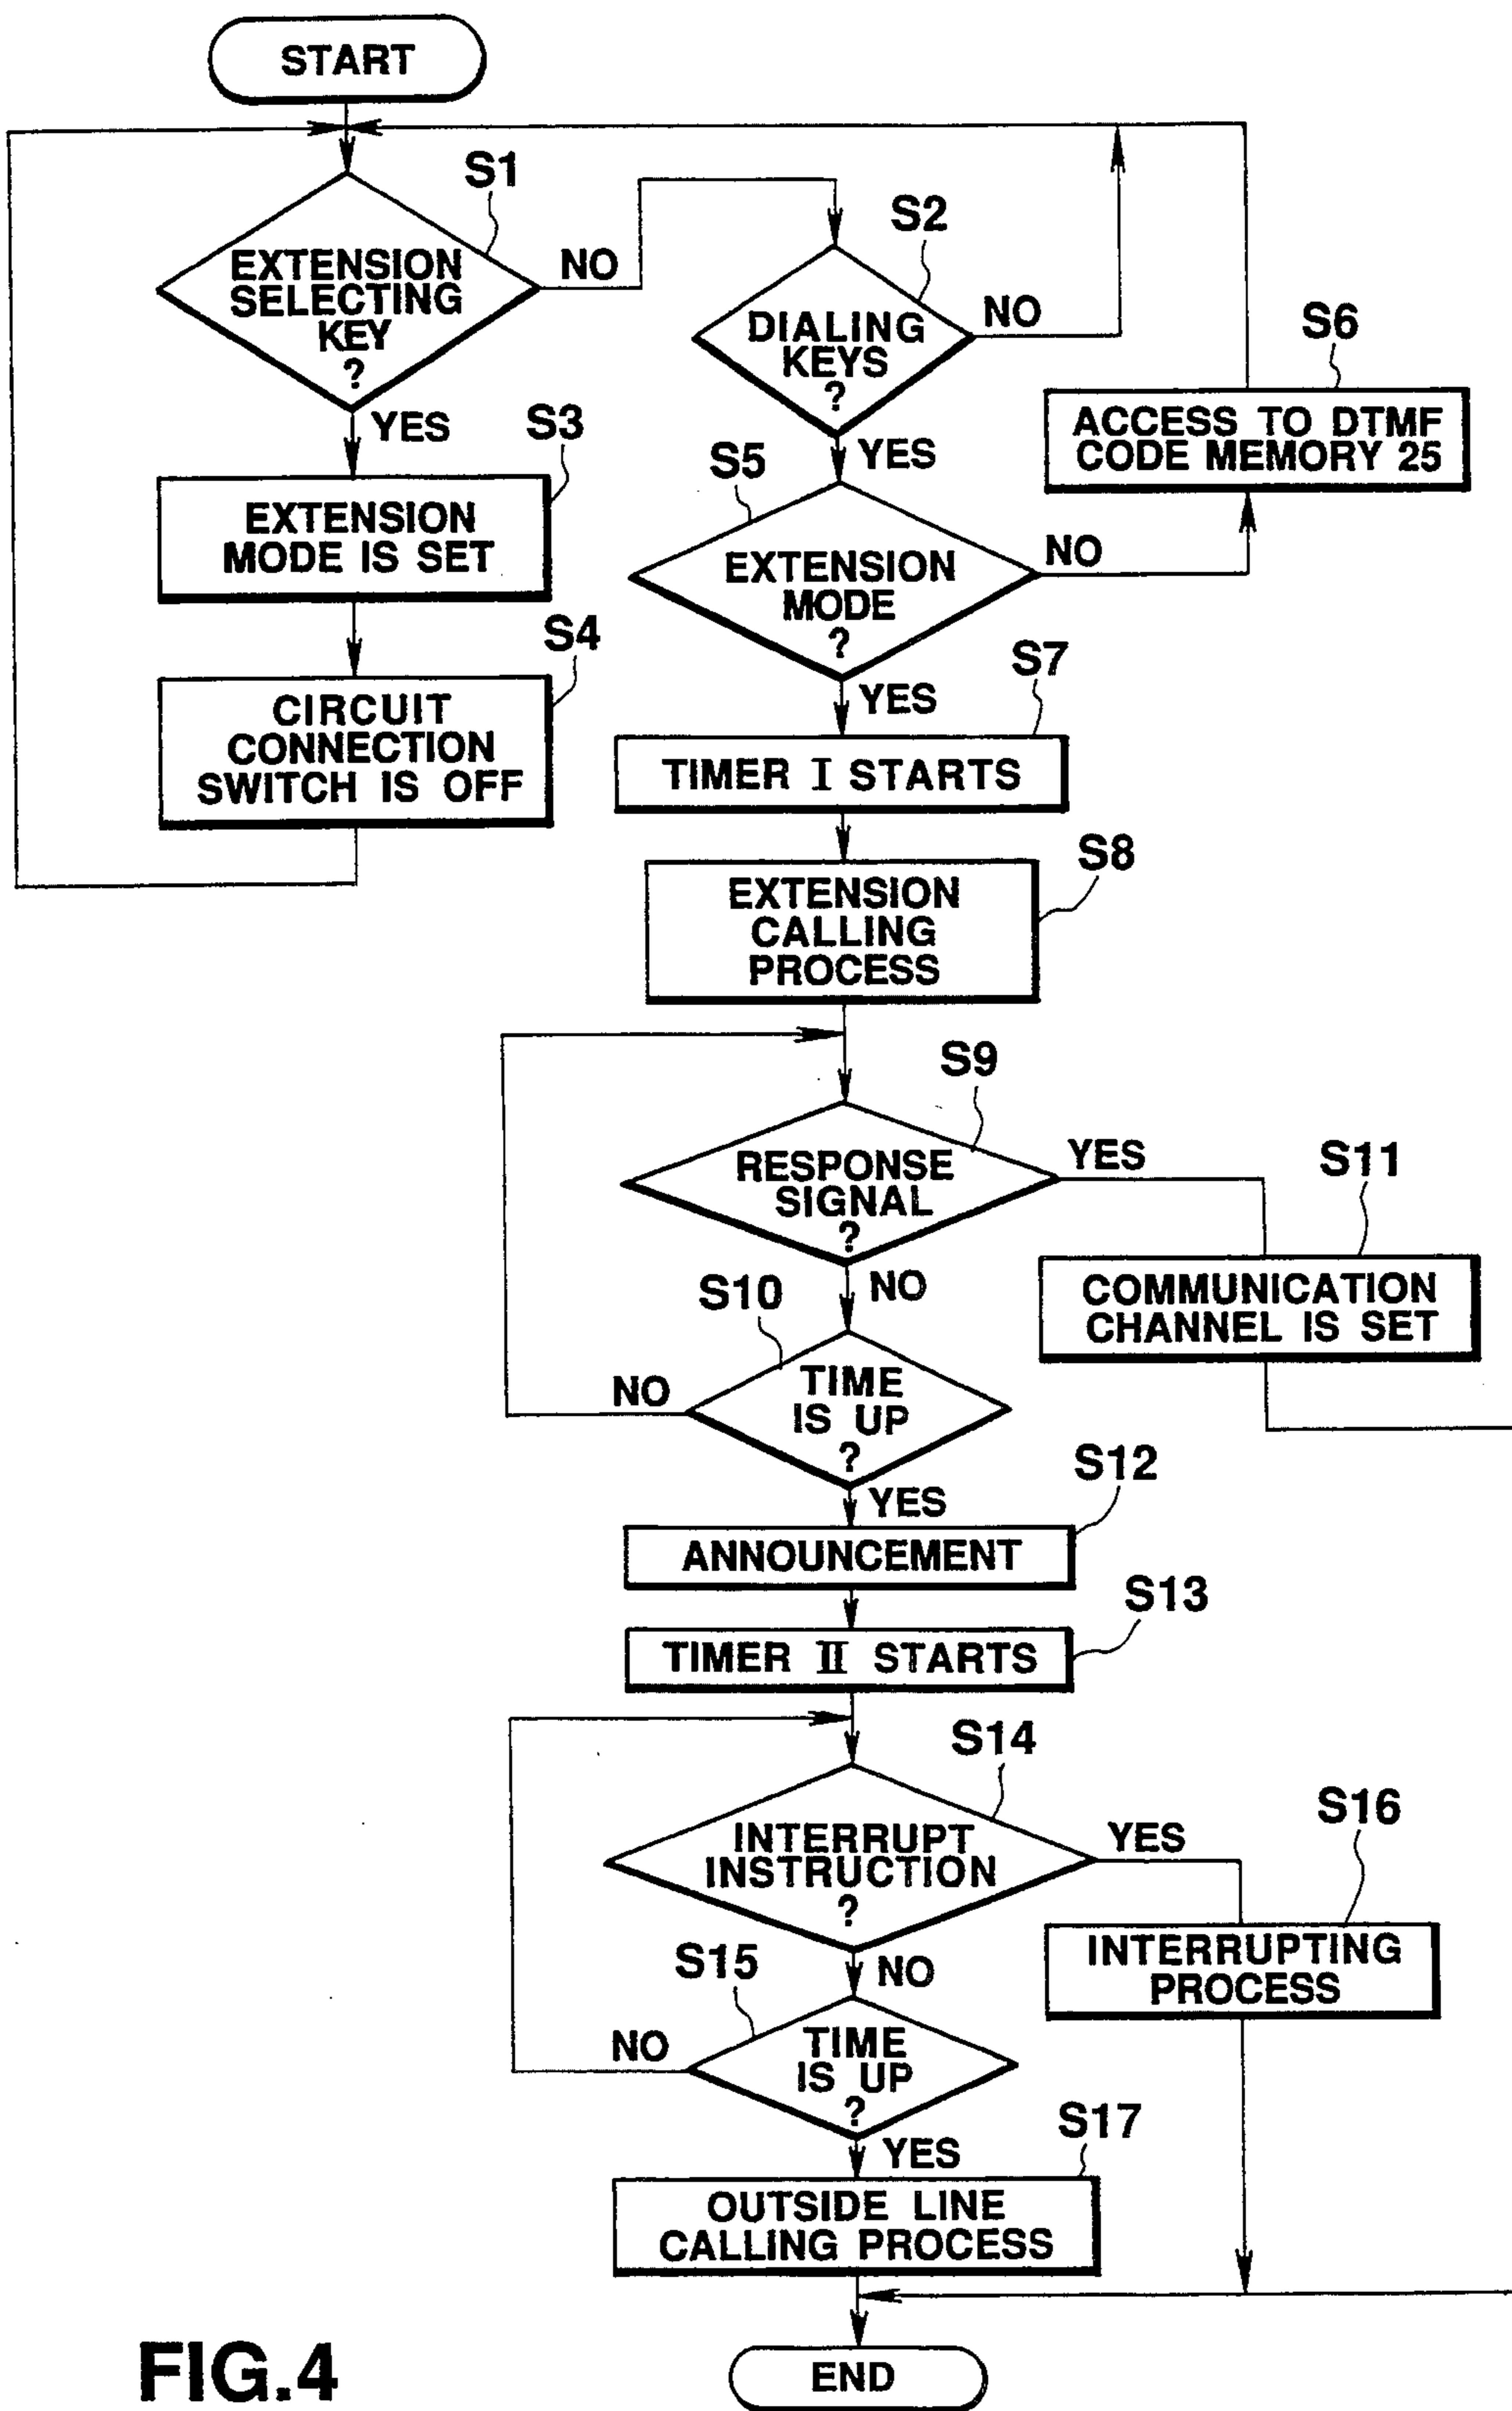 START
S1
EXTENSION
SELECTING
KEY
?
NO
YES
S2
DIALING
KEYS
?
NO
YES
S3
EXTENSION
MODE IS SET
S4
CIRCUIT
CONNECTION
SWITCH IS OFF
S5
EXTENSION
MODE
?
NO
YES
S6
ACCESS TO DTMF
CODE MEMORY 25
S7
TIMER I STARTS
S8
EXTENSION
CALLING
PROCESS
S9
RESPONSE
SIGNAL
?
YES
NO
S11
COMMUNICATION
CHANNEL IS SET
S10
TIME
IS UP
?
NO
YES
S12
ANNOUNCEMENT
S13
TIMER II STARTS
S14
INTERRUPT
INSTRUCTION
?
YES
NO
S16
INTERRUPTING
PROCESS
S15
TIME
IS UP
?
NO
YES
S17
OUTSIDE LINE
CALLING PROCESS
END
FIG.4